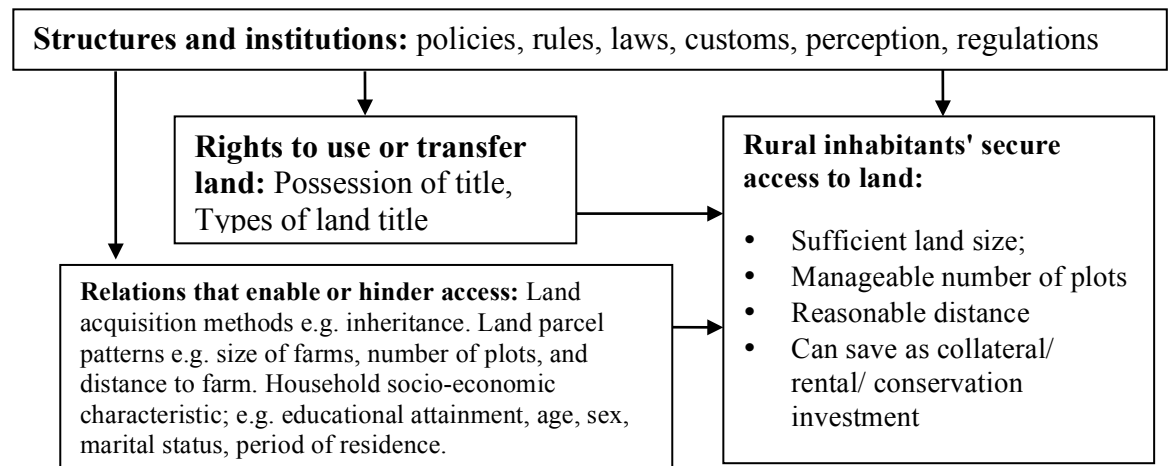 Structures and institutions: policies, rules, laws, customs, perception, regulations
Rights to use or transfer
land: Possession of title,
Types of land title
Relations that enable or hinder access: Land
acquisition methods e.g. inheritance. Land parcel
patterns e.g. size of farms, number of plots, and
distance to farm. Household socio-economic
characteristic; e.g. educational attainment, age, sex,
marital status, period of residence.
Rural inhabitants' secure
access to land:
• Sufficient land size;
• Manageable number of plots
• Reasonable distance
• Can save as collateral/
rental/ conservation
investment